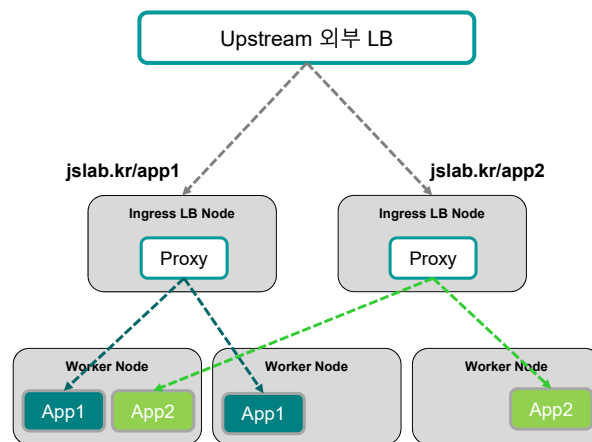 Upstream 외부 LB
jslab.kr/app1
jslab.kr/app2
Ingress LB Node
Ingress LB Node
Proxy
Proxy
Worker Node
Worker Node
Worker Node
App1
App2
App1
App2